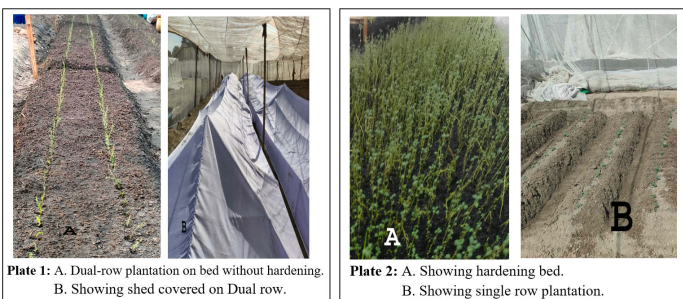 A
B
Plate 1: A. Dual-row plantation on bed without hardening.
B. Showing shed covered on Dual row.
A
B
Plate 2: A. Showing hardening bed.
B. Showing single row plantation.